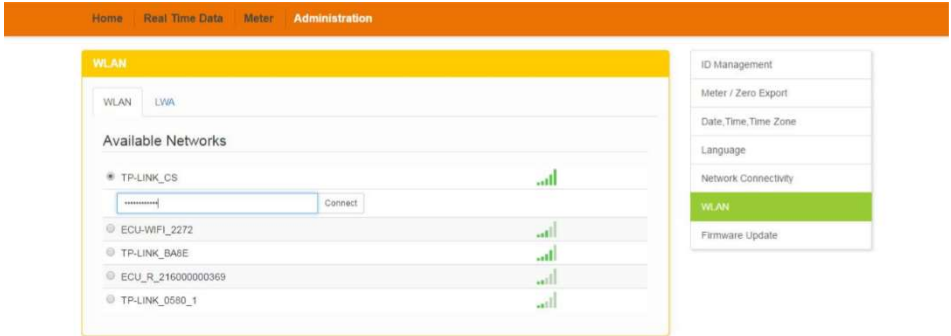 Home Real Time Data Meter Administration
WLAN
WLAN LWA
Available Networks
TP-LINK_CS
•••••••••••• Connect
ECU-WIFI_2272
TP-LINK_BA8E
ECU_R_216000000369
TP-LINK_0580_1
ID Management
Meter / Zero Export
Date,Time,Time Zone
Language
Network Connectivity
WLAN
Firmware Update